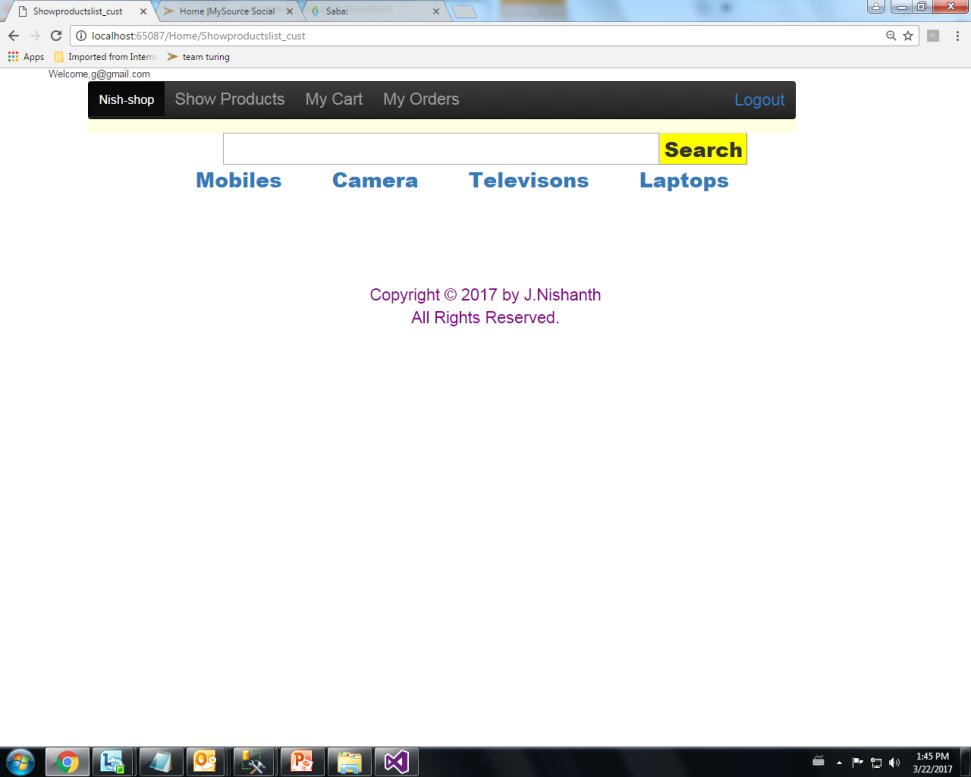 Showproductslist_cust
Home |MySource Social
Saba:
localhost:65087/Home/Showproductslist_cust
Apps
Imported from Intern
team turing
Welcome,g@gmail.com
Nish-shop Show Products My Cart My Orders Logout
Search
Mobiles Camera Televisons Laptops
Copyright © 2017 by J.Nishanth
All Rights Reserved.
1:45 PM
3/22/2017